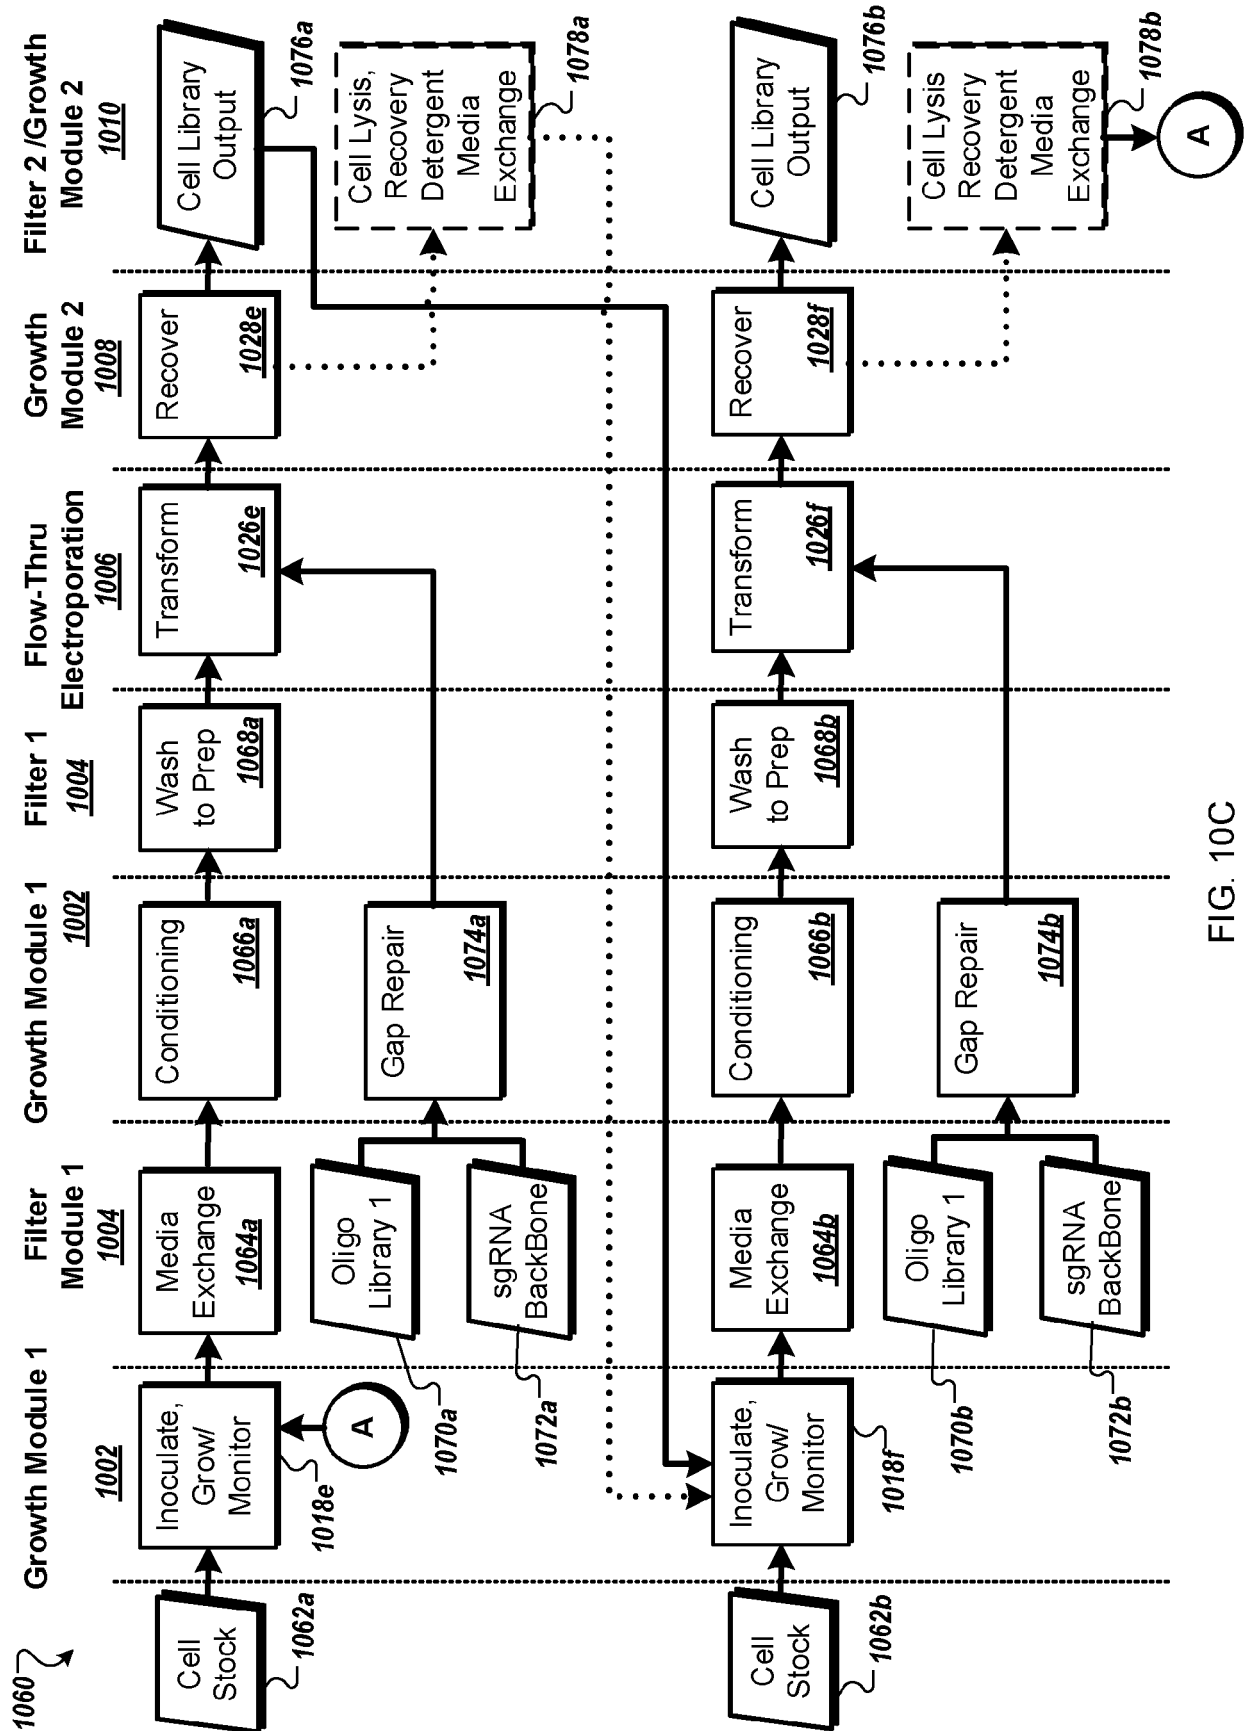 1060
Growth Module 1
1002
Filter
Module 1
1004
Growth Module 1
1002
Filter 1
1004
Flow-Thru
Electroporation
1006
Growth
Module 2
1008
Filter 2 /Growth
Module 2
1010
Cell
Stock
1062a
Inoculate,
Grow/
Monitor
1018e
A
Media
Exchange
1064a
Oligo
Library 1
1070a
sgRNA
BackBone
1072a
Conditioning
1066a
Gap Repair
1074a
Wash
to Prep
1068a
Transform
1026e
Recover
1028e
Cell Library
Output
1076a
Cell Lysis,
Recovery
Detergent
Media
Exchange
1078a
Cell
Stock
1062b
Inoculate,
Grow/
Monitor
1018f
Media
Exchange
1064b
Oligo
Library 1
1070b
sgRNA
BackBone
1072b
Conditioning
1066b
Gap Repair
1074b
Wash
to Prep
1068b
Transform
1026f
Recover
1028f
Cell Library
Output
1076b
Cell Lysis
Recovery
Detergent
Media
Exchange
1078b
A
FIG. 10C